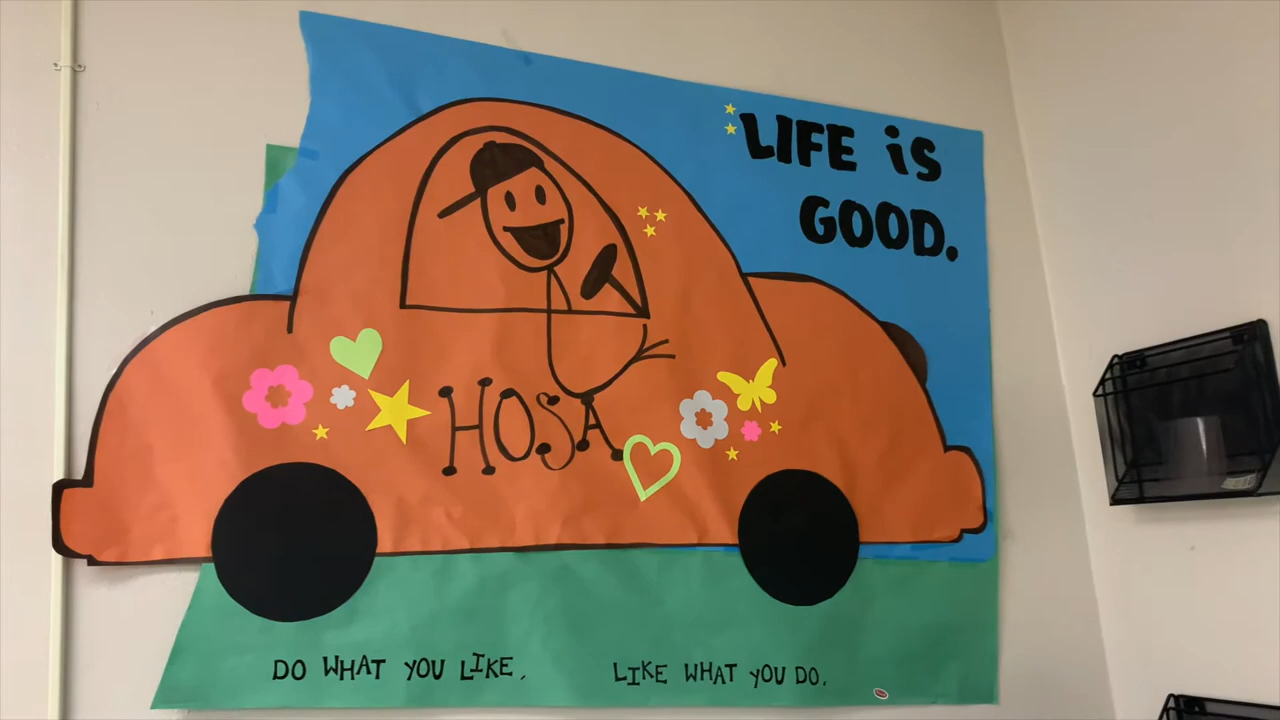 LIFE iS
GOOD.
HOSA
DO WHAT YOU LIKE.
LIKE WHAT YOU DO.